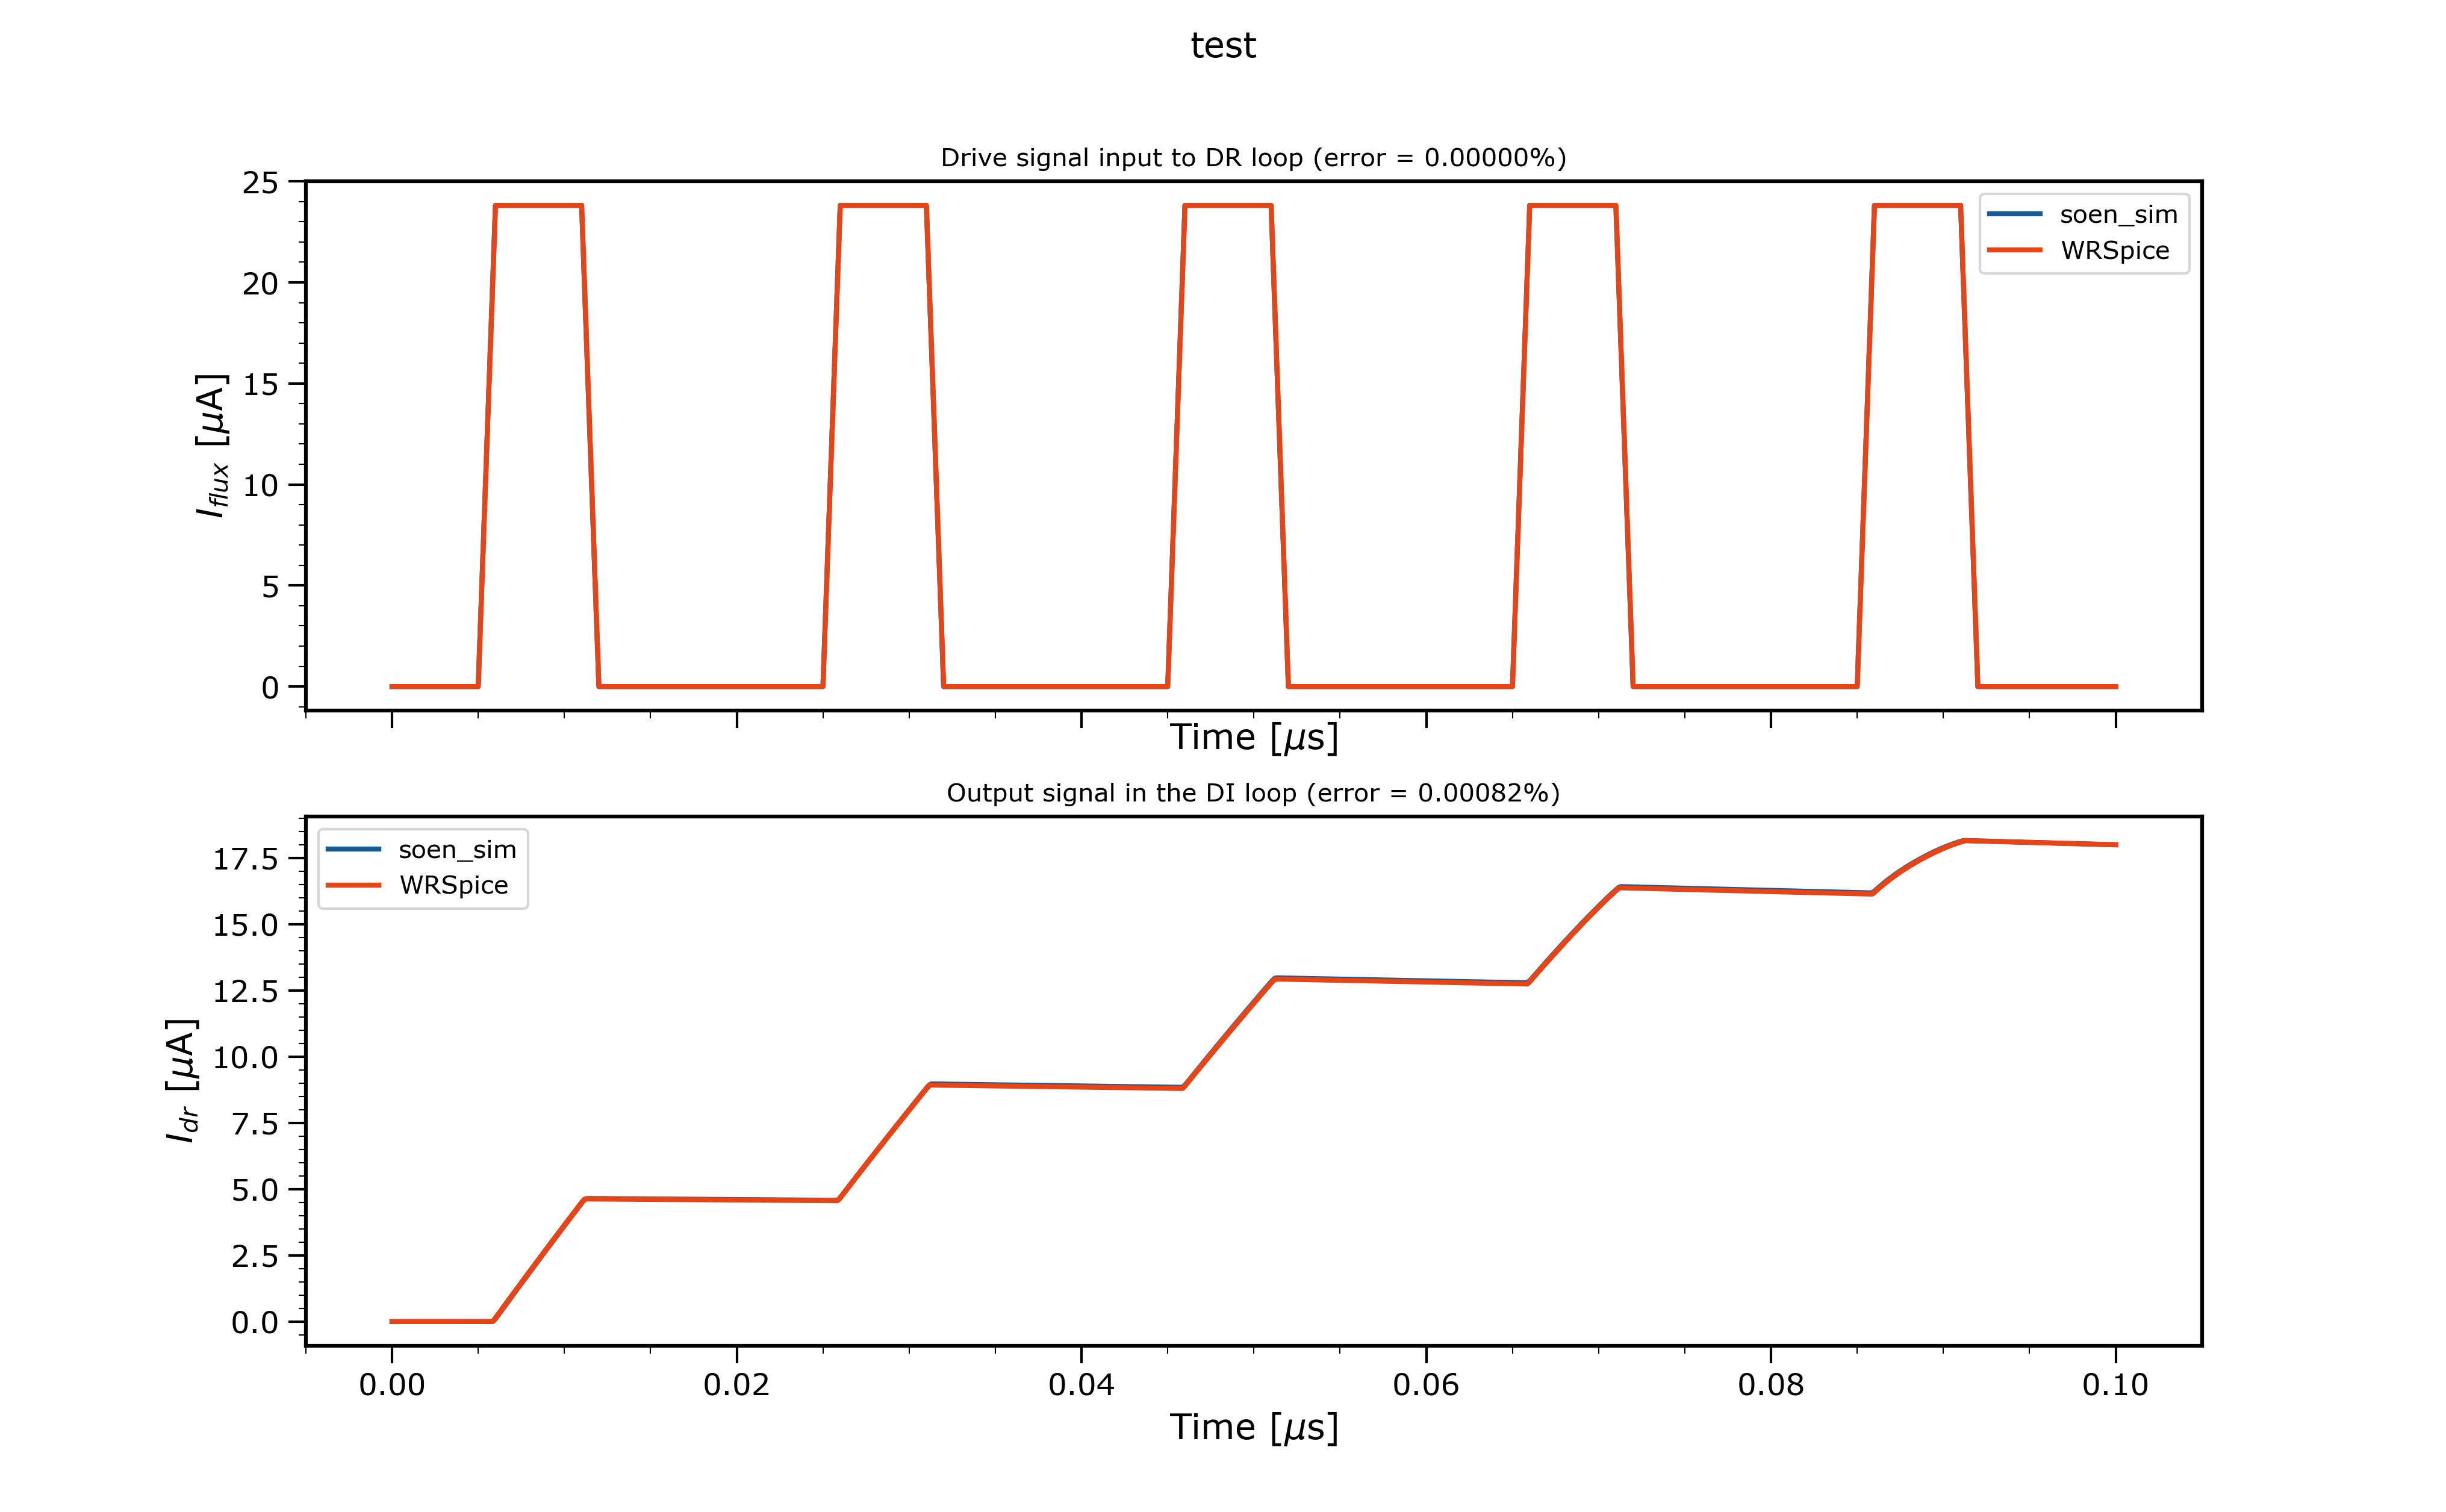 test
Drive signal input to DR loop (error = 0.00000%)
25
20
15
10
5
0
I_flux [μA]
soen_sim
WRSpice
Time [μs]
Output signal in the DI loop (error = 0.00082%)
17.5
15.0
12.5
10.0
7.5
5.0
2.5
0.0
I_dr [μA]
soen_sim
WRSpice
0.00 0.02 0.04 0.06 0.08 0.10
Time [μs]